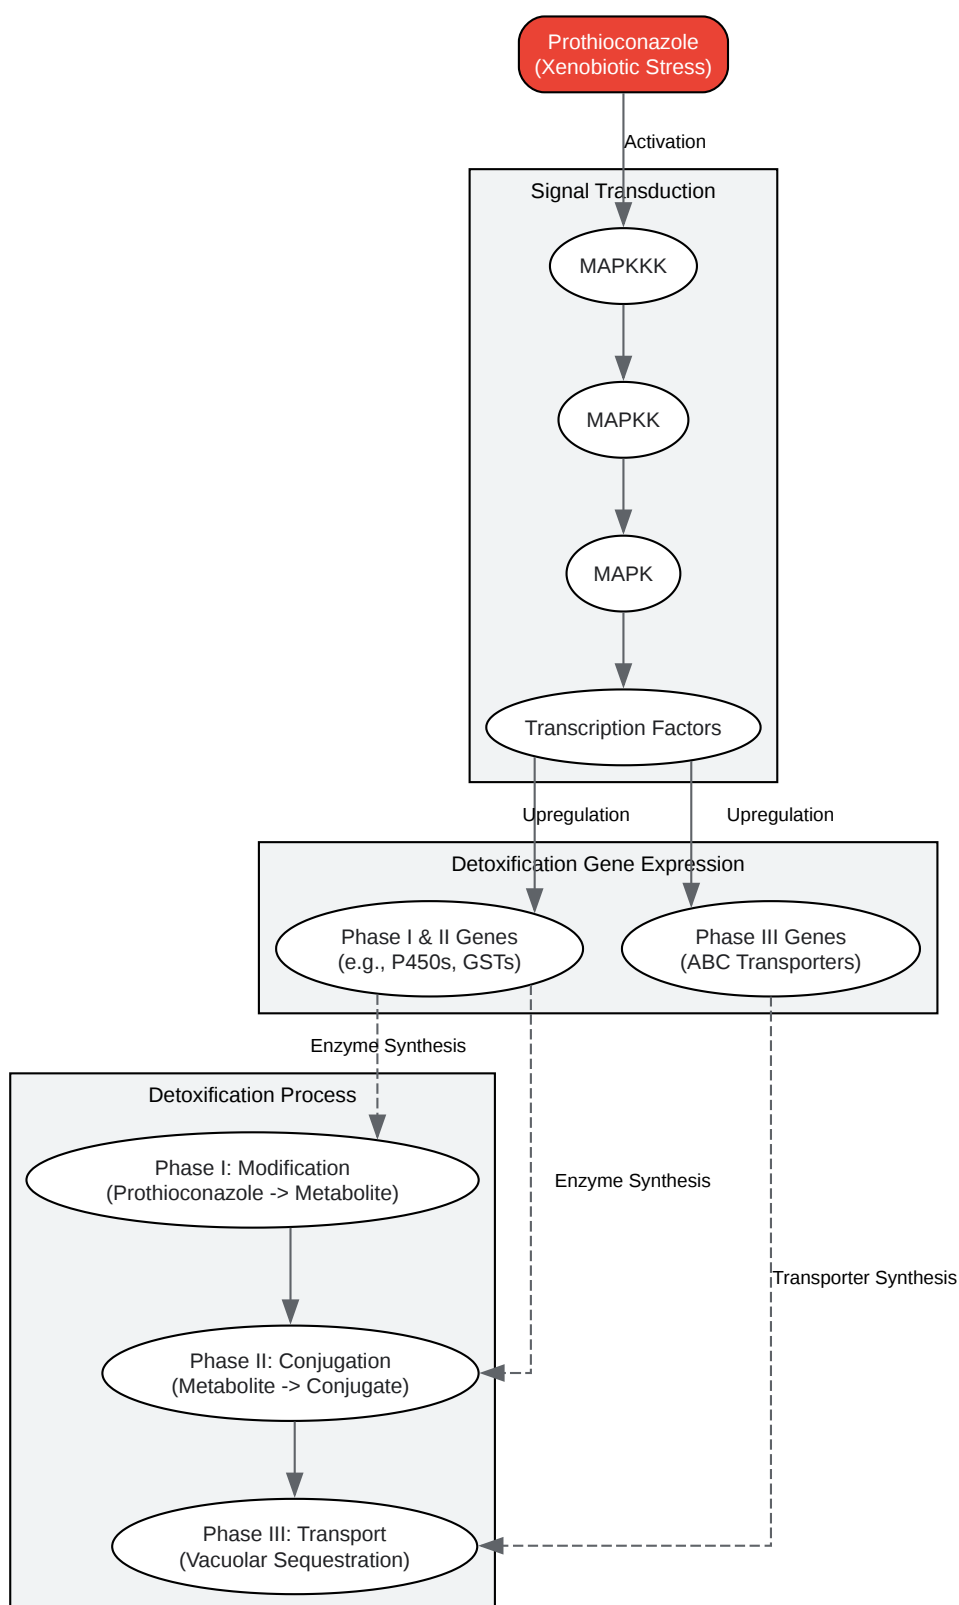 Prothioconazole
(Xenobiotic Stress)
Activation
Signal Transduction
MAPKKK
MAPKK
MAPK
Transcription Factors
Upregulation
Upregulation
Detoxification Gene Expression
Phase I & II Genes
(e.g., P450s, GSTs)
Phase III Genes
(ABC Transporters)
Enzyme Synthesis
Detoxification Process
Phase I: Modification
(Prothioconazole -> Metabolite)
Enzyme Synthesis
Transporter Synthesis
Phase II: Conjugation
(Metabolite -> Conjugate)
Phase III: Transport
(Vacuolar Sequestration)